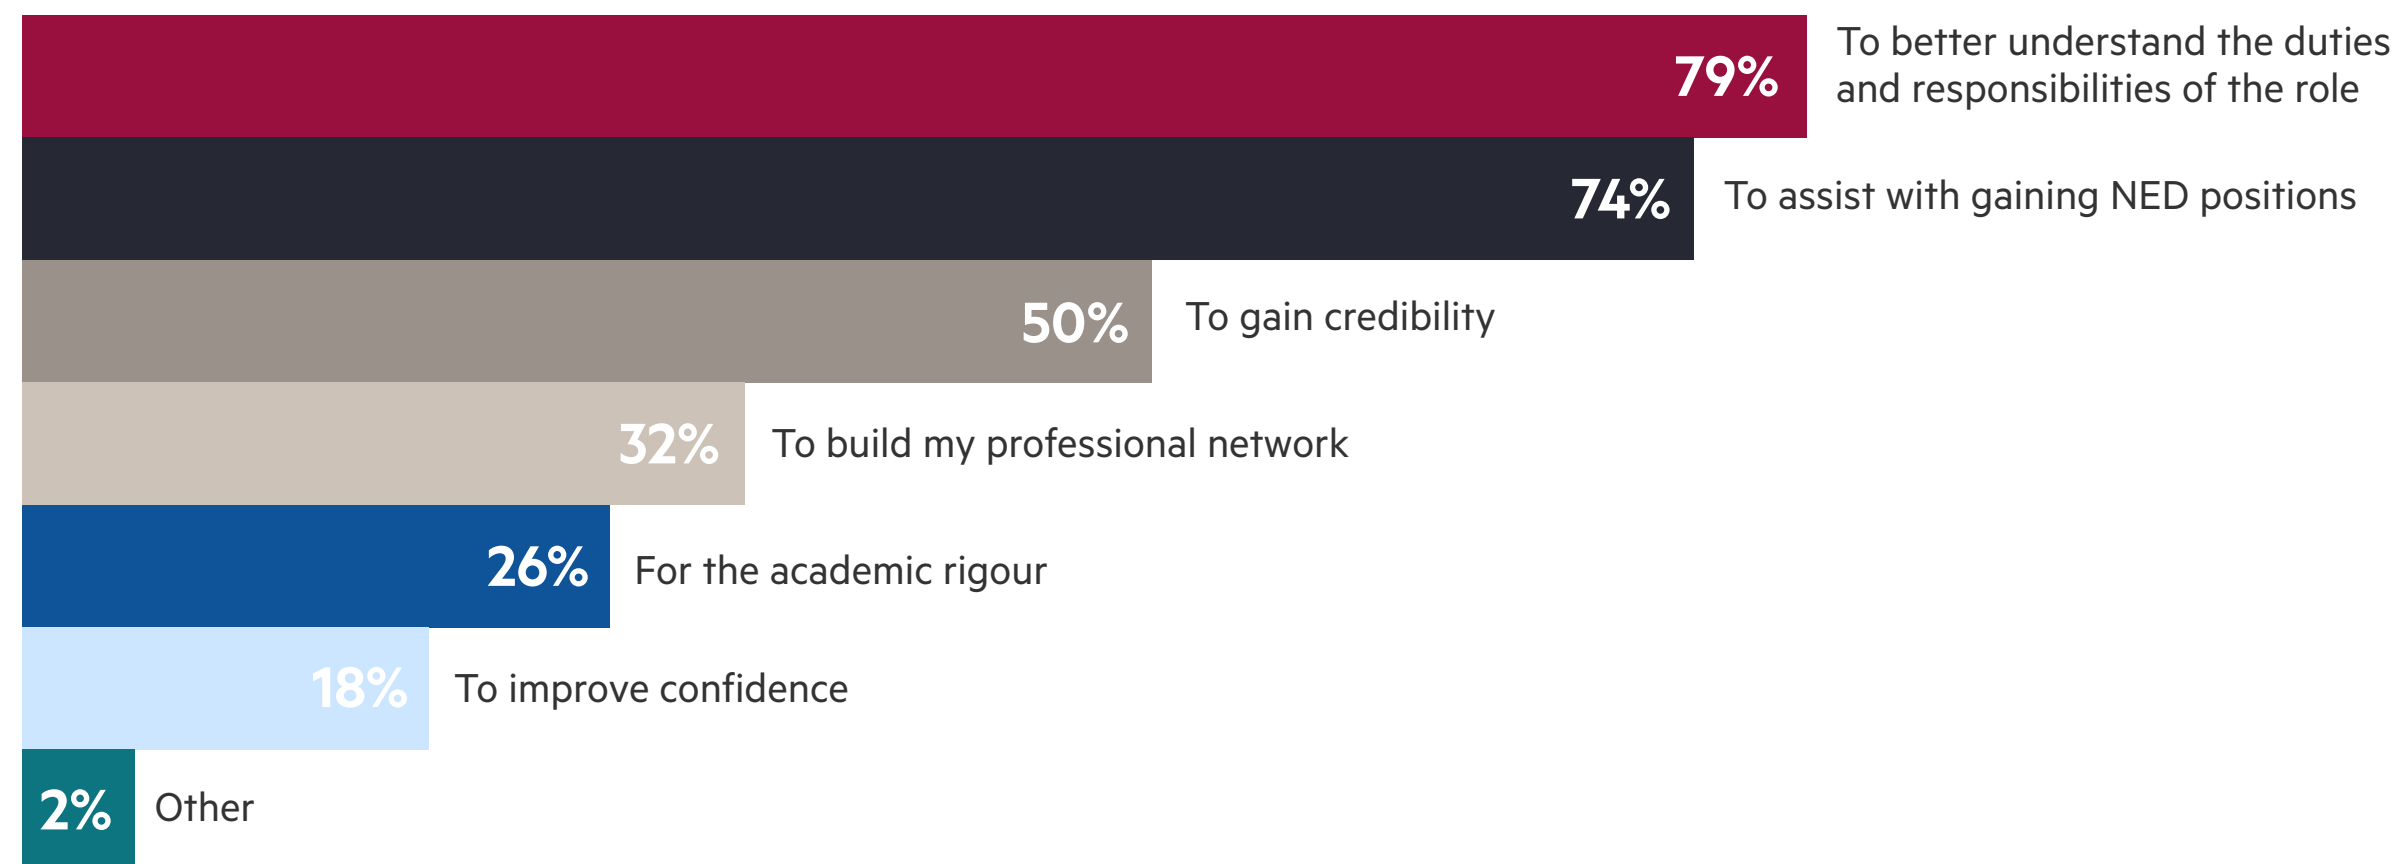 79%
To better understand the duties
and responsibilities of the role
74%
To assist with gaining NED positions
50%
To gain credibility
32%
To build my professional network
26%
For the academic rigour
18%
To improve confidence
2%
Other